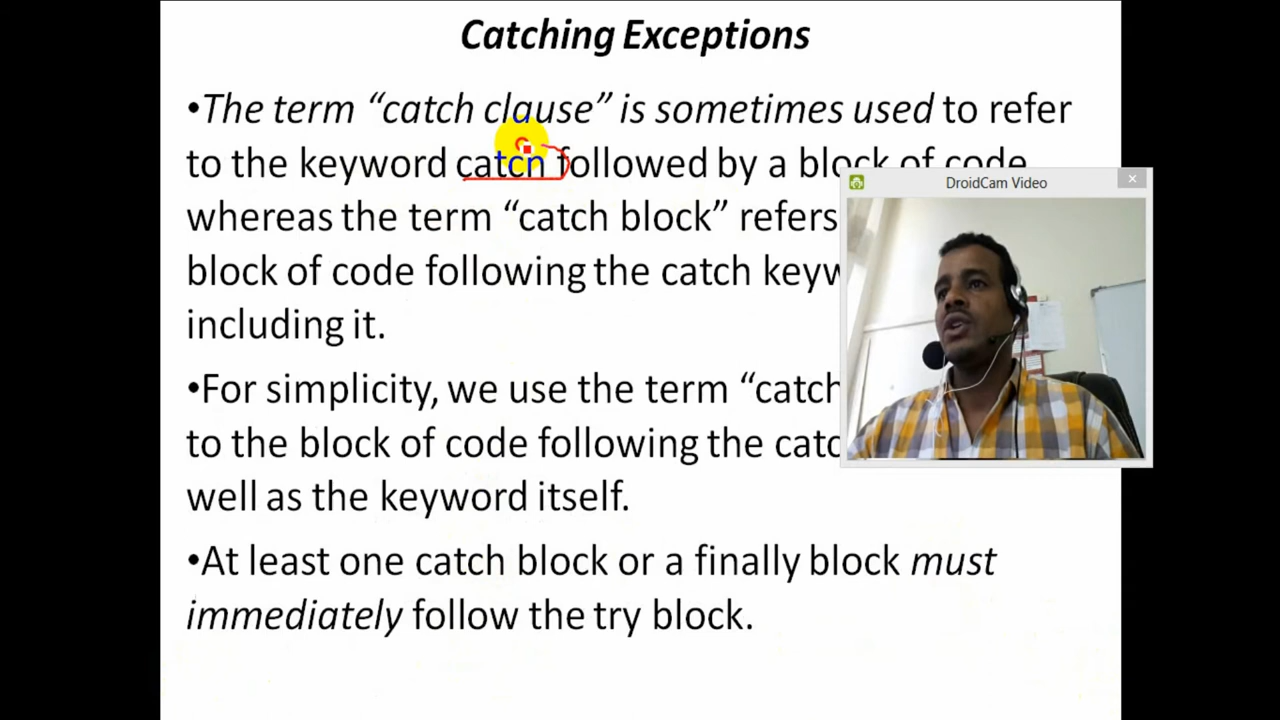 Catching Exceptions
•The term “catch clause” is sometimes used to refer
to the keyword catch followed by a block of code
whereas the term “catch block” refers
block of code following the catch keyw
including it.
•For simplicity, we use the term “catch
to the block of code following the catc
well as the keyword itself.
•At least one catch block or a finally block must
immediately follow the try block.
DroidCam Video